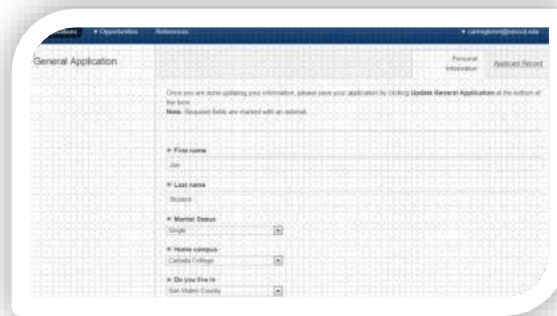 ▾ Opportunities References
General Application
Personal Information Applicant Record
Once you are done updating your information, please save your application by clicking Update General Application at the bottom of
the form.
Note: Required fields are marked with an asterisk.
* First name
* Last name
Student
* Marital Status
Single
* Home campus
Cañada College
* Do you live in
San Mateo County